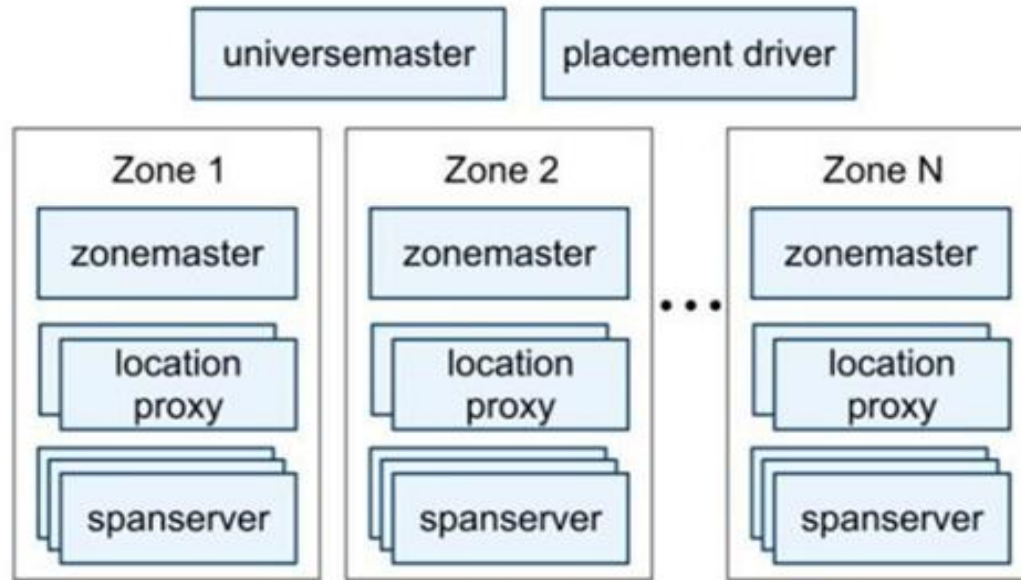 universemaster
placement driver
Zone 1
zonemaster
location
proxy
spanserver
Zone 2
zonemaster
location
proxy
spanserver
...
Zone N
zonemaster
location
proxy
spanserver